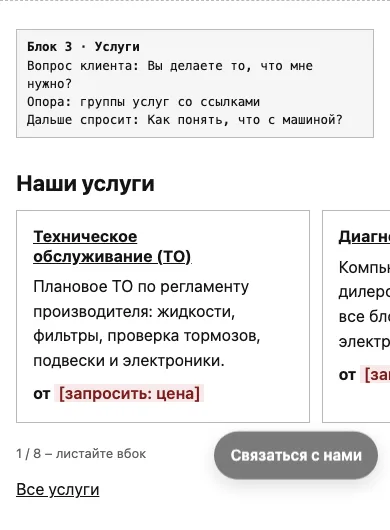 Блок 3 · Услуги
Вопрос клиента: Вы делаете то, что мне
нужно?
Опора: группы услуг со ссылками
Дальше спросит: Как понять, что с машиной?
Наши услуги
Техническое
обслуживание (ТО)
Плановое ТО по регламенту
производителя: жидкости,
фильтры, проверка тормозов,
подвески и электроники.
от [запросить: цена]
1 / 8 – листайте вбок
Все услуги
все
от
Связаться с нами